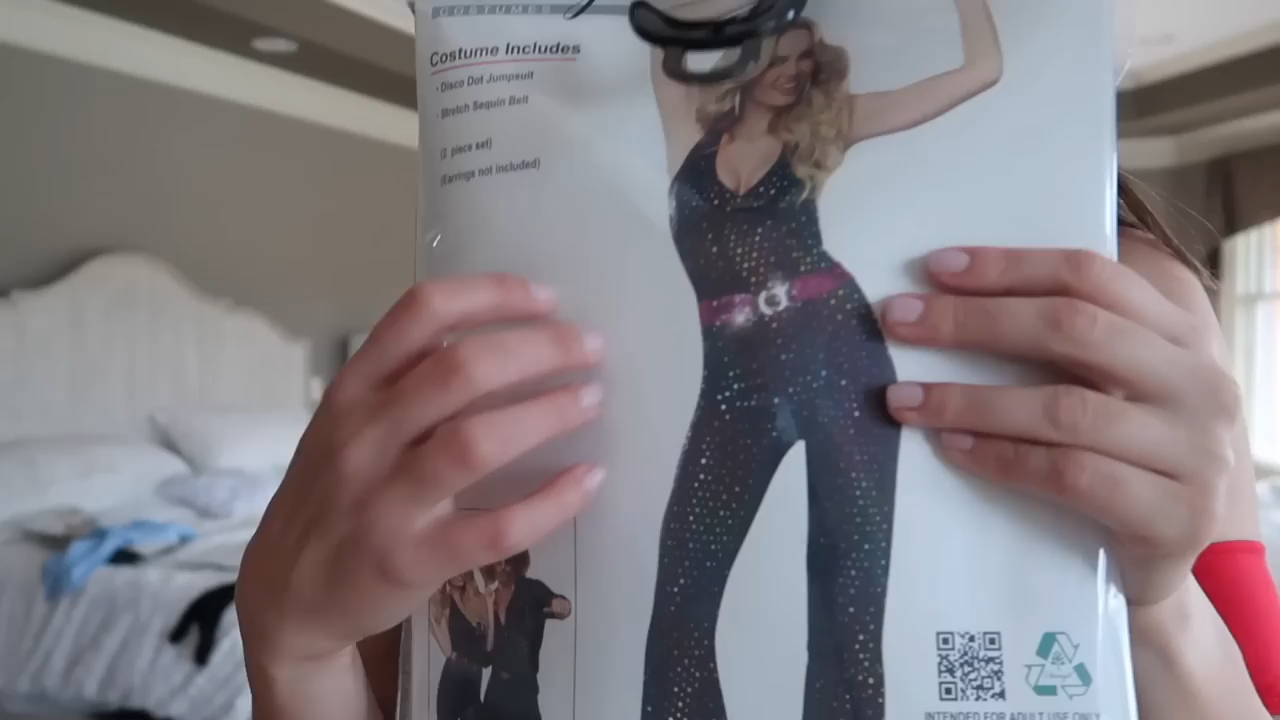 COSTUMES
Costume Includes
• Disco Dot Jumpsuit
• Stretch Sequin Belt
(2 piece set)
(Earrings not included)
INTENDED FOR ADULT USE ONLY